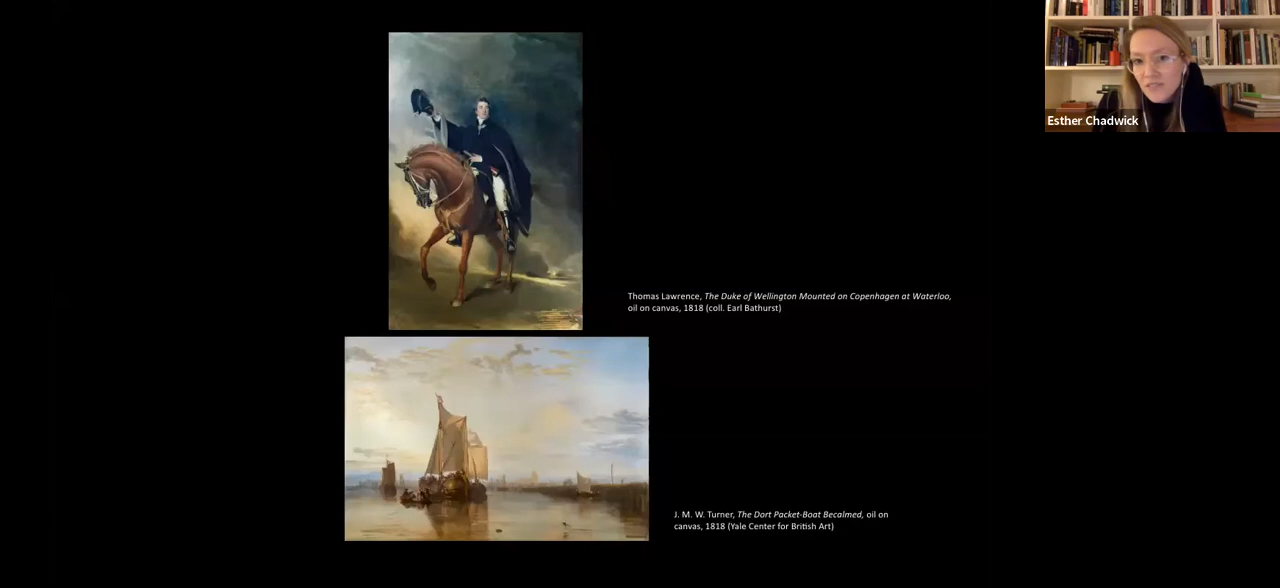 Esther Chadwick
Thomas Lawrence, The Duke of Wellington Mounted on Copenhagen at Waterloo,
oil on canvas, 1818 (coll. Earl Bathurst)
J. M. W. Turner, The Dort Packet-Boat Becalmed, oil on
canvas, 1818 (Yale Center for British Art)